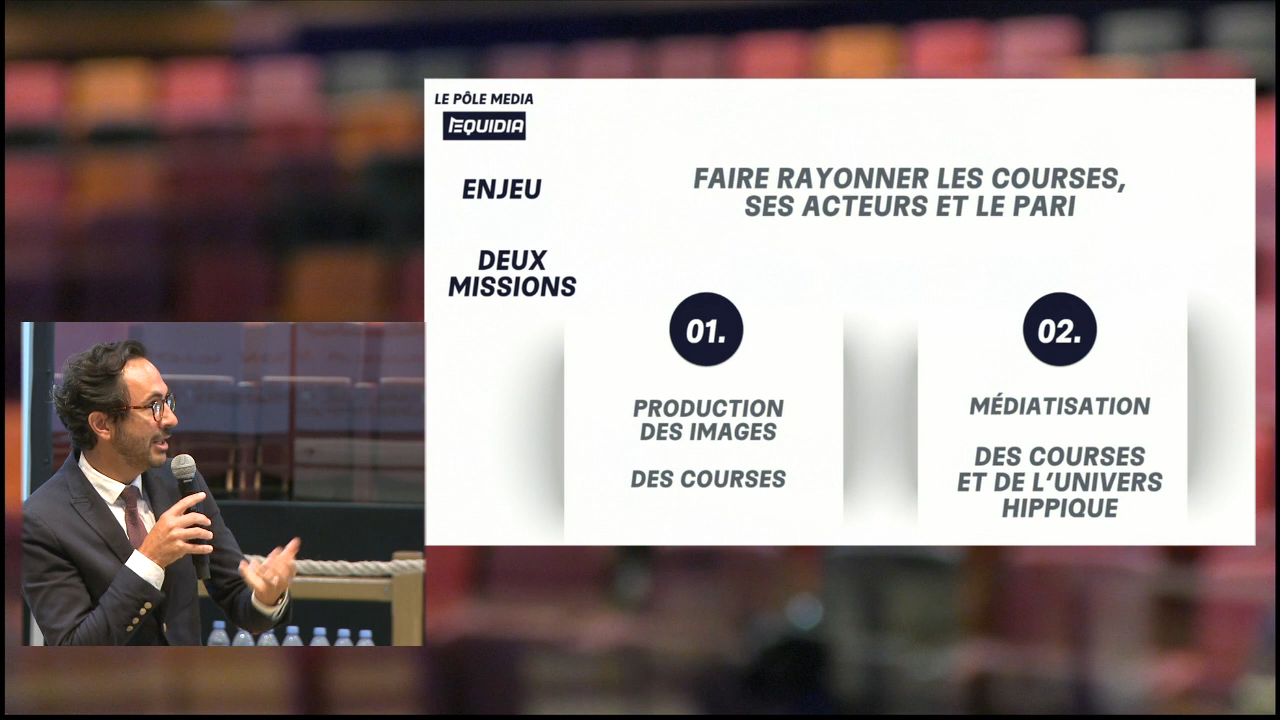 LE PÔLE MEDIA
EQUIDIA
ENJEU
FAIRE RAYONNER LES COURSES,
SES ACTEURS ET LE PARI
DEUX
MISSIONS
01.
PRODUCTION
DES IMAGES
DES COURSES
02.
MÉDIATISATION
DES COURSES
ET DE L’UNIVERS
HIPPIQUE